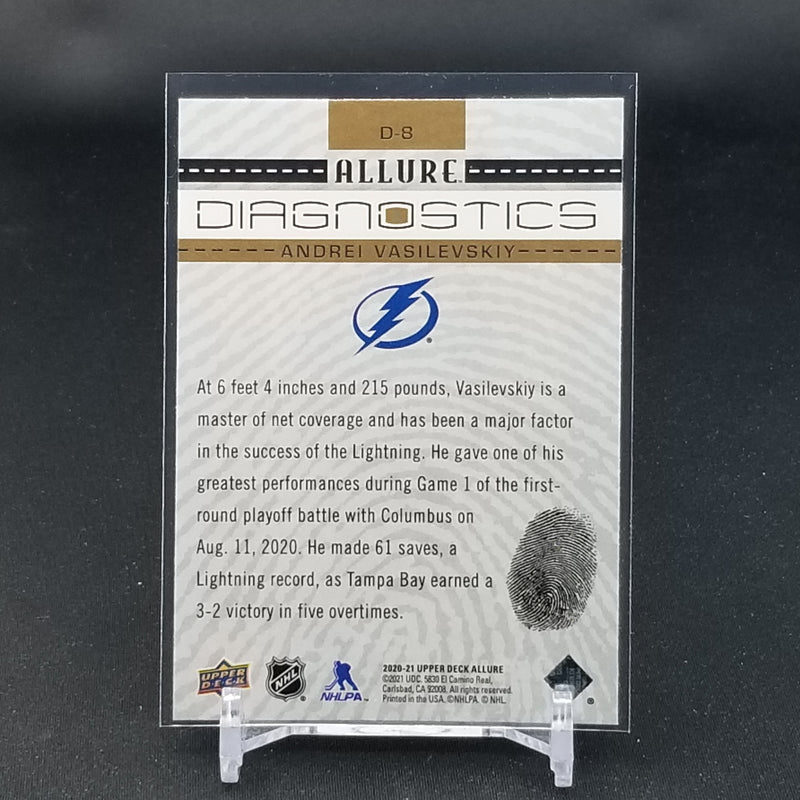 D-8
ALLURE
DIAGNOSTICS
ANDREI VASILEVSKIY
At 6 feet 4 inches and 215 pounds, Vasilevskiy is a
master of net coverage and has been a major factor
in the success of the Lightning. He gave one of his
greatest performances during Game 1 of the first-
round playoff battle with Columbus on
Aug. 11, 2020. He made 61 saves, a
Lightning record, as Tampa Bay earned a
3-2 victory in five overtimes.
UPPER
DECK
NHL
NHLPA
2020-21 UPPER DECK ALLURE
©2021 UDC. 5830 El Camino Real,
Carlsbad, CA 92008. All rights reserved.
Printed in the USA. ©NHLPA. © NHL.